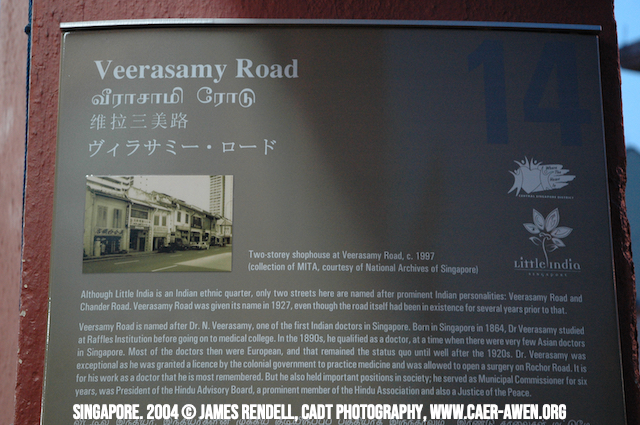 Veerasamy Road
14
வீராசாமி ரோடு
维拉三美路
ヴィラサミー・ロード
Little India
SINGAPORE
Two-storey shophouse at Veerasamy Road, c. 1997
(collection of MITA, courtesy of National Archives of Singapore)
Although Little India is an Indian ethnic quarter, only two streets here are named after prominent Indian personalities: Veerasamy Road and
Chander Road. Veerasamy Road was given its name in 1927, even though the road itself had been in existence for several years prior to that.
Veersamy Road is named after Dr. N. Veerasamy, one of the first Indian doctors in Singapore. Born in Singapore in 1864, Dr Veerasamy studied
at Raffles Institution before going on to medical college. In the 1890s, he qualified as a doctor, at a time when there were very few Asian doctors
in Singapore. Most of the doctors then were European, and that remained the status quo until well after the 1920s. Dr. Veerasamy was
exceptional as he was granted a licence by the colonial government to practice medicine and was allowed to open a surgery on Rochor Road. It is
for his work as a doctor that he is most remembered. But he also held important positions in society; he served as Municipal Commissioner for six
years, was President of the Hindu Advisory Board, a prominent member of the Hindu Association and also a Justice of the Peace.
SINGAPORE. 2004 © JAMES RENDELL, CADT PHOTOGRAPHY, WWW.CAER-AWEN.ORG